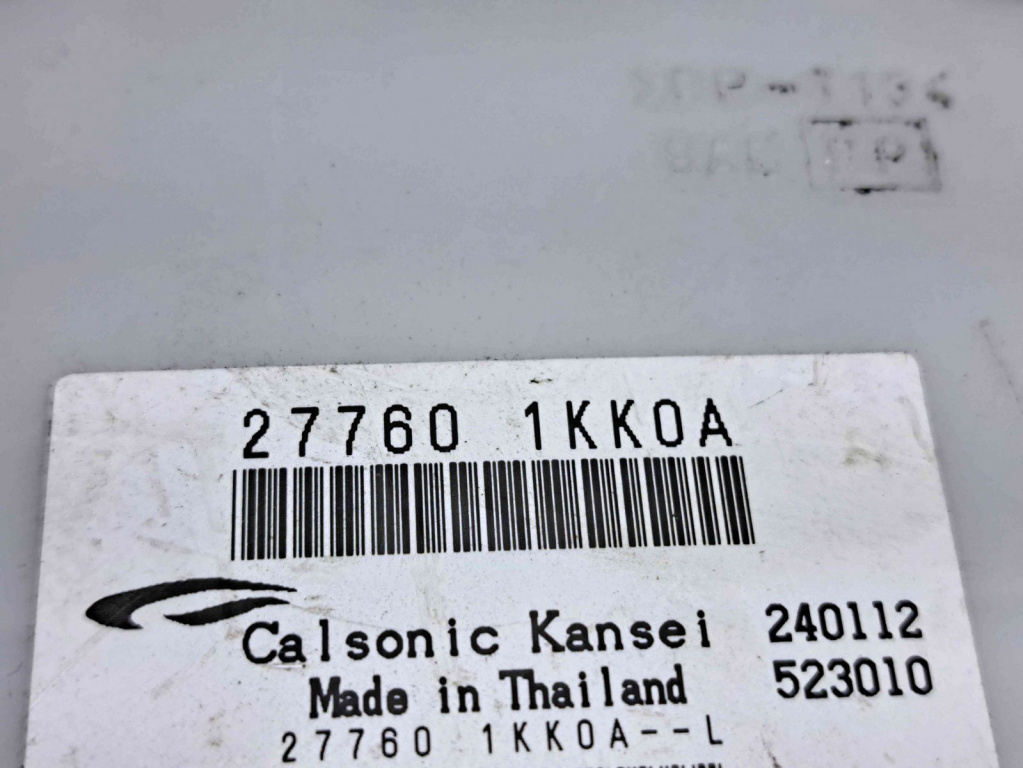 27760 1KK0A
Calsonic Kansei 240112
Made in Thailand 523010
27760 1KK0A--L